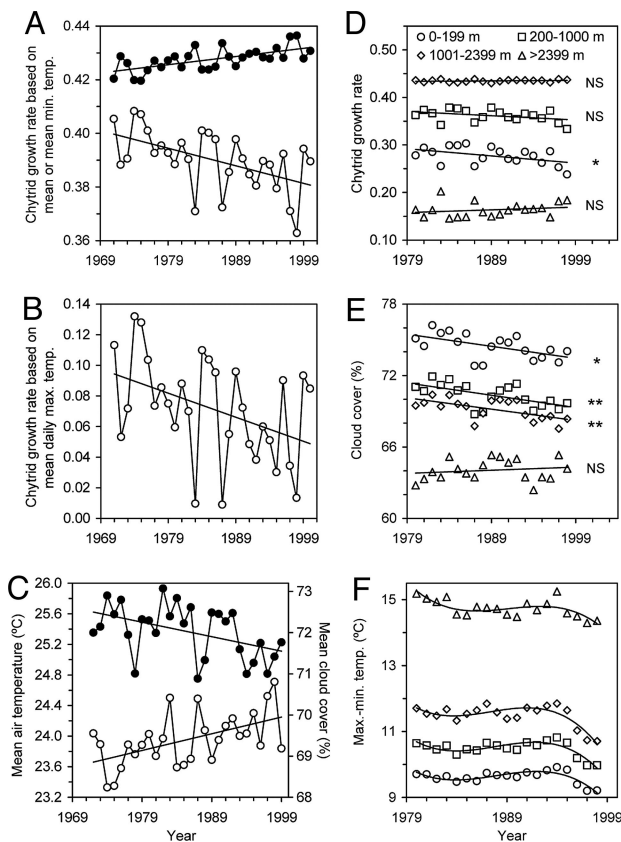 A
Chytrid growth rate based on
mean or mean min. temp.
0.44
0.42
0.40
0.38
0.36
1969 1979 1989 1999
B
Chytrid growth rate based on
mean daily max. temp.
0.14
0.12
0.10
0.08
0.06
0.04
0.02
0.00
1969 1979 1989 1999
C
Mean air temperature (ºC)
26.0
25.6
25.2
24.8
24.4
24.0
23.6
23.2
73
72
71
70
69
68
Mean cloud cover (%)
1969 1979 1989 1999
Year
D
Chytrid growth rate
0.50
0.40
0.30
0.20
0.10
0-199 m 200-1000 m
1001-2399 m >2399 m
NS
NS
*
NS
1979 1989 1999
E
Cloud cover (%)
78
72
66
60
*
**
**
NS
1979 1989 1999
F
Max.-min. temp. (ºC)
15
13
11
9
1979 1989 1999
Year